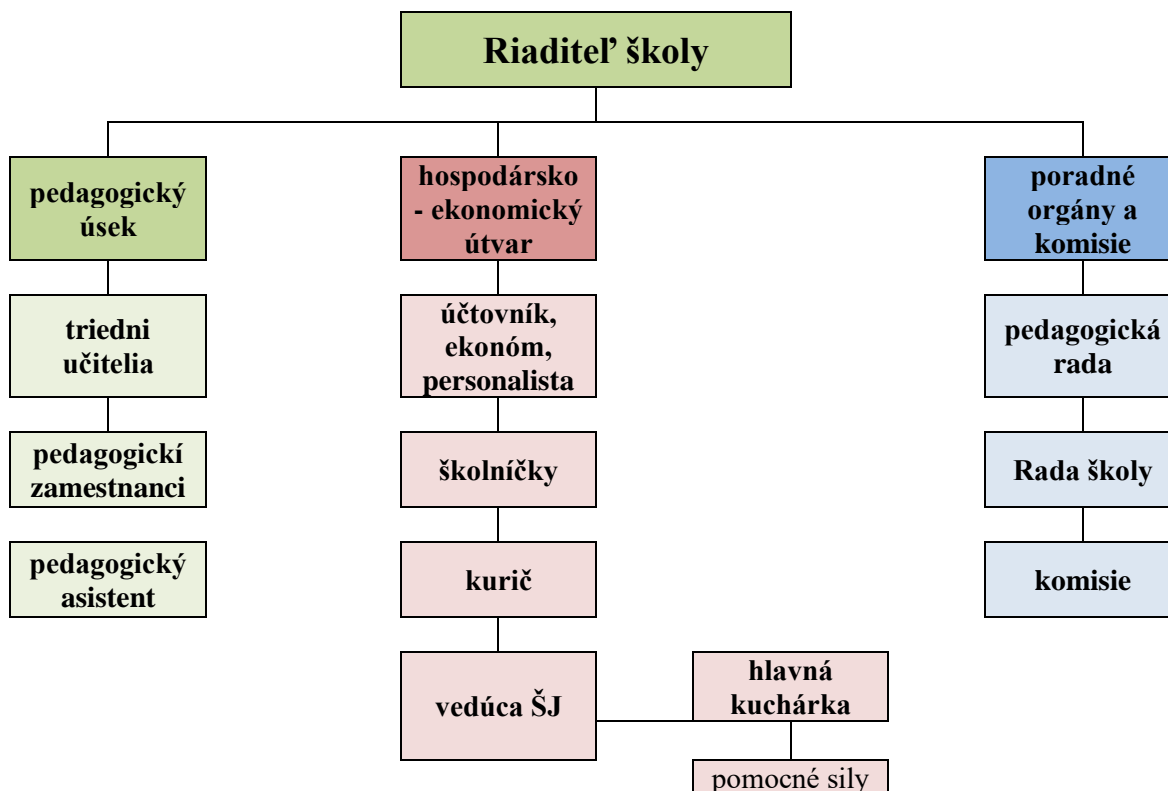 Riaditeľ školy
pedagogický
úsek
hospodársko
- ekonomický
útvar
poradné
orgány a
komisie
triedni
učitelia
účtovník,
ekonóm,
personalista
pedagogická
rada
pedagogickí
zamestnanci
školníčky
Rada školy
pedagogický
asistent
kurič
komisie
vedúca ŠJ
hlavná
kuchárka
pomocné sily